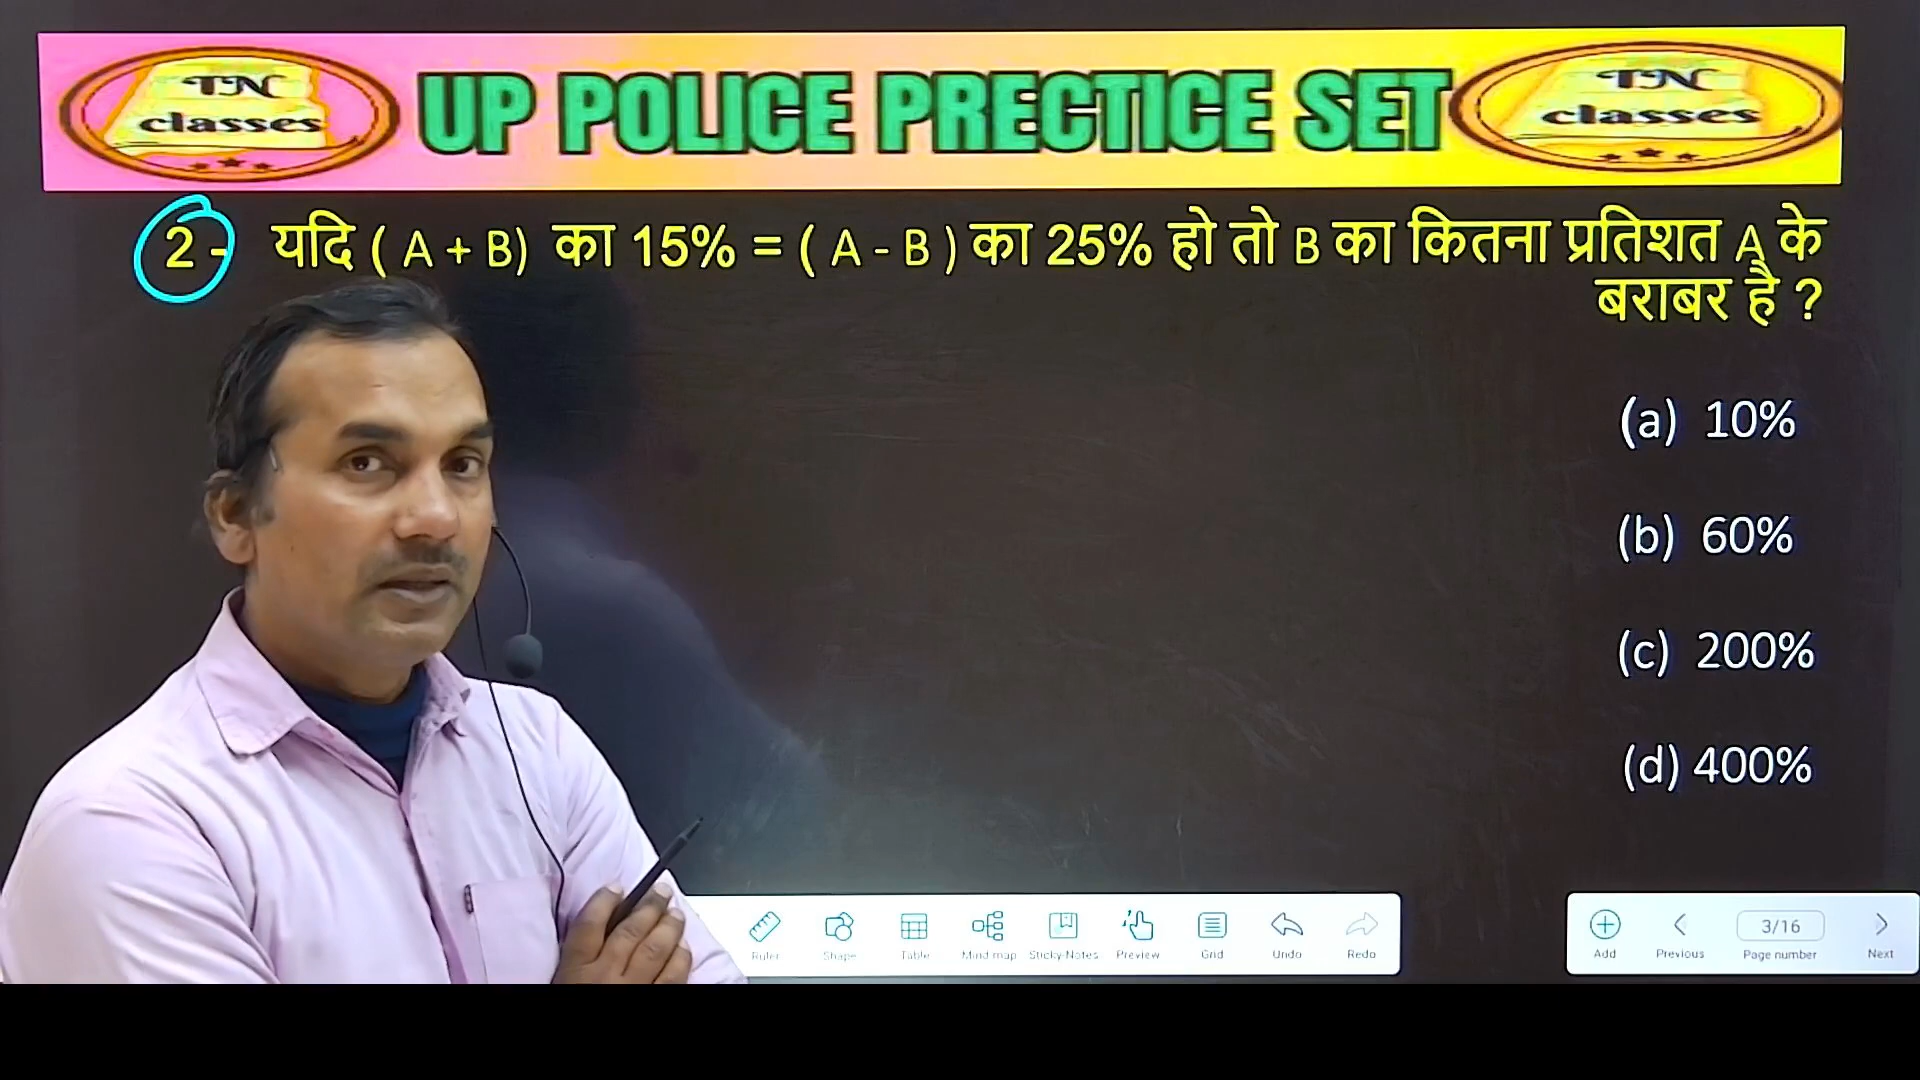 TN
classes
UP POLICE PRECTICE SET
TN
classes
2 - यदि ( A + B) का 15% = ( A - B ) का 25% हो तो B का कितना प्रतिशत A के
बराबर है ?
(a) 10%
(b) 60%
(c) 200%
(d) 400%
Ruler Shape Table Mind map Sticky-Notes Preview Grid Undo Redo
Add Previous 3/16 Page number Next